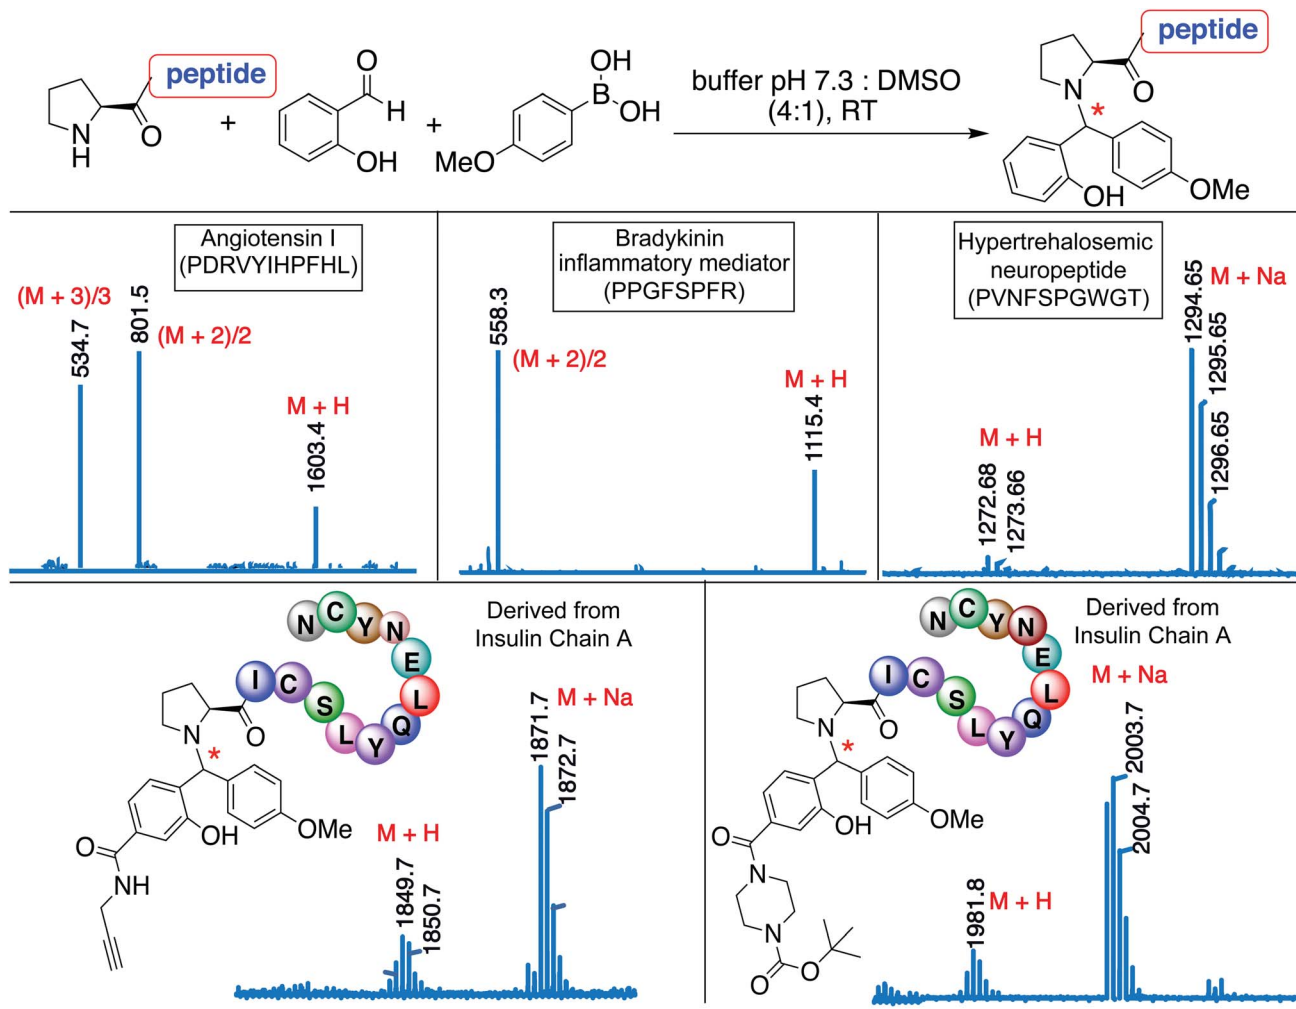 peptide
N
H
O
+
O
H
OH
+
MeO
B
OH
OH
buffer pH 7.3 : DMSO
(4:1), RT
peptide
N
O
*
OH
OMe
Angiotensin I
(PDRVYIHPFHL)
(M + 3)/3
534.7
801.5
(M + 2)/2
M + H
1603.4
Bradykinin
inflammatory mediator
(PPGFSPFR)
558.3
(M + 2)/2
M + H
1115.4
Hypertrehalosemic
neuropeptide
(PVNFSPGWGT)
M + H
1272.68
1273.66
1294.65
M + Na
1295.65
1296.65
Derived from
Insulin Chain A
N C Y N E L Q Y L S C I
N
O
*
OH
OMe
O
NH
M + H
1849.7
1850.7
1871.7
M + Na
1872.7
Derived from
Insulin Chain A
N C Y N E L Q Y L S C I
N
O
*
OH
OMe
O
N
N
O
O
M + H
1981.8
M + Na
2003.7
2004.7